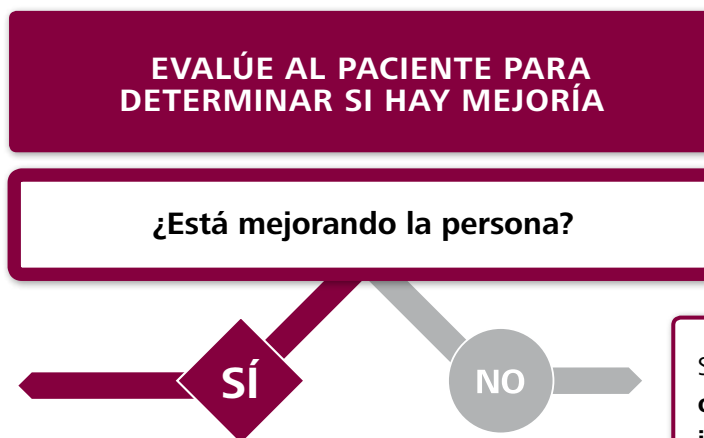 EVALÚE AL PACIENTE PARA
DETERMINAR SI HAY MEJORÍA
¿Está mejorando la persona?
SÍ
NO